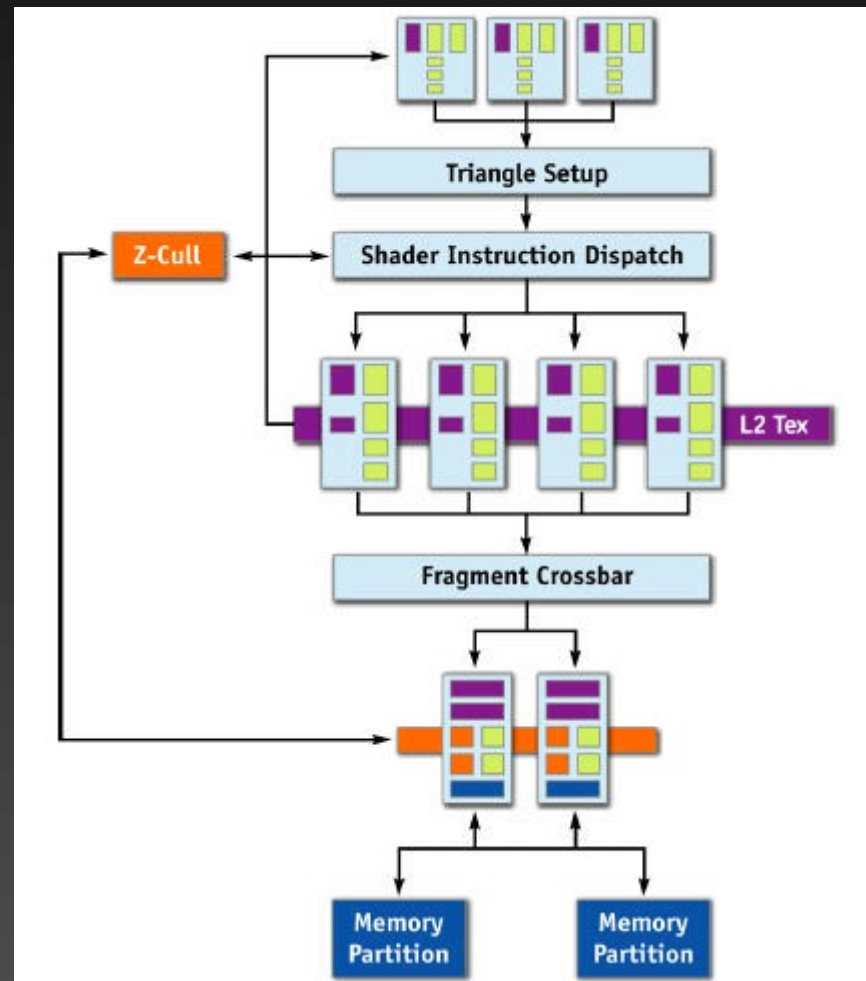 Triangle Setup
Z-Cull
Shader Instruction Dispatch
L2 Tex
Fragment Crossbar
Memory
Partition
Memory
Partition